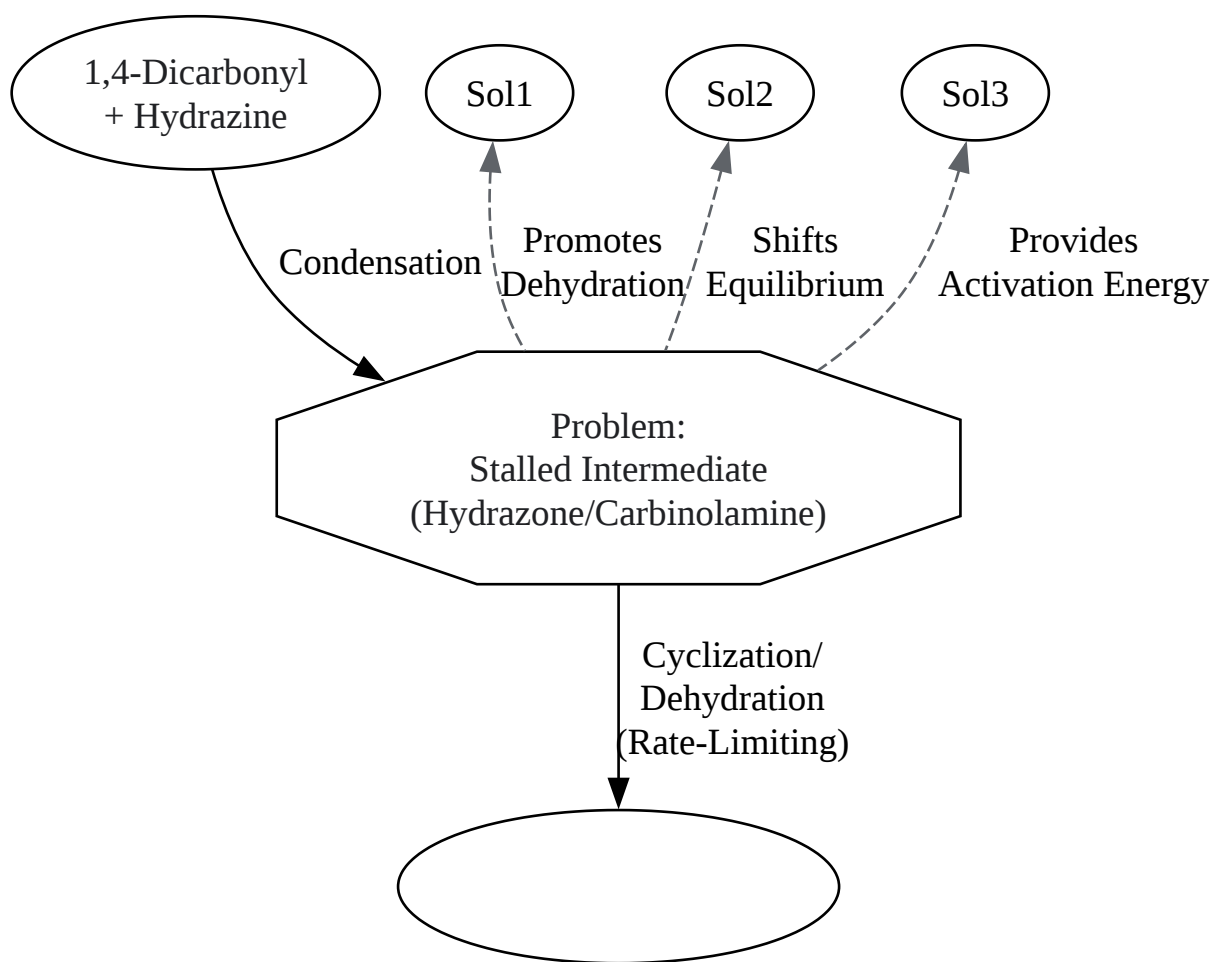 1,4-Dicarbonyl
+ Hydrazine
Sol1
Sol2
Sol3
Condensation
Promotes
Dehydration
Shifts
Equilibrium
Provides
Activation Energy
Problem:
Stalled Intermediate
(Hydrazone/Carbinolamine)
Cyclization/
Dehydration
(Rate-Limiting)